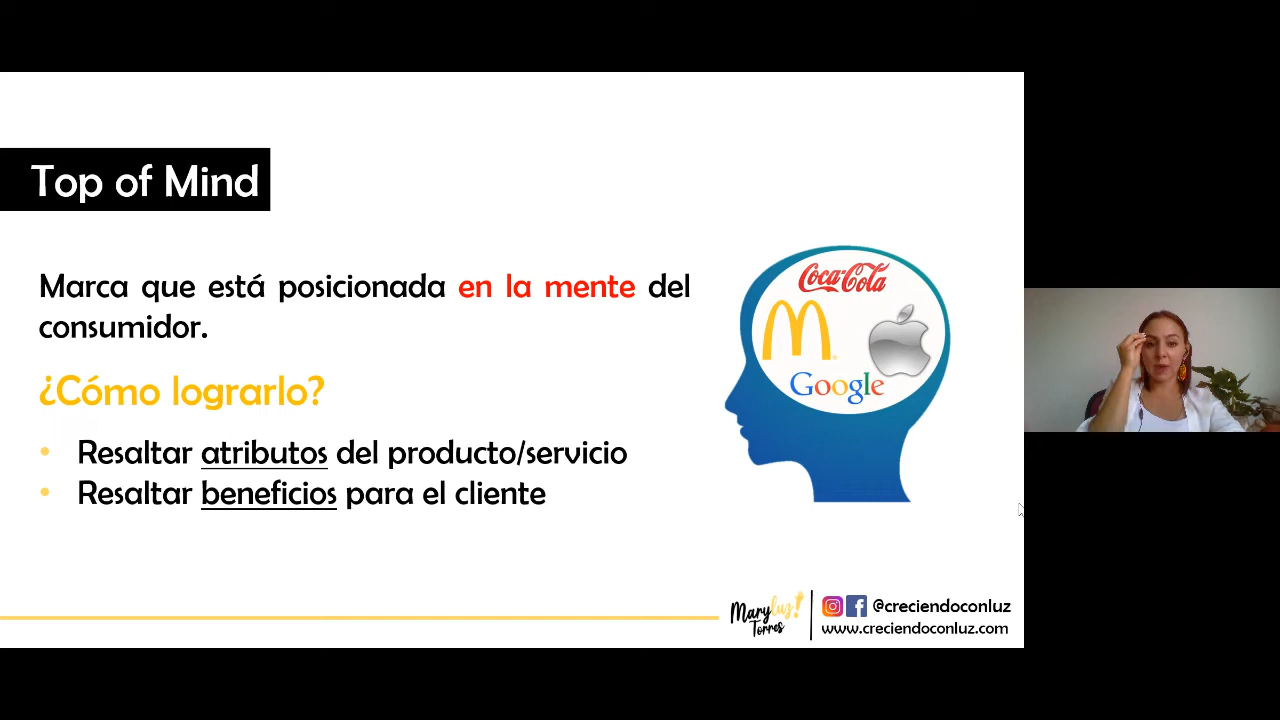 Top of Mind
Marca que está posicionada en la mente del
consumidor.
¿Cómo lograrlo?
• Resaltar atributos del producto/servicio
• Resaltar beneficios para el cliente
Coca-Cola
Google
Maryluz!
Torres
@creciendoconluz
www.creciendoconluz.com